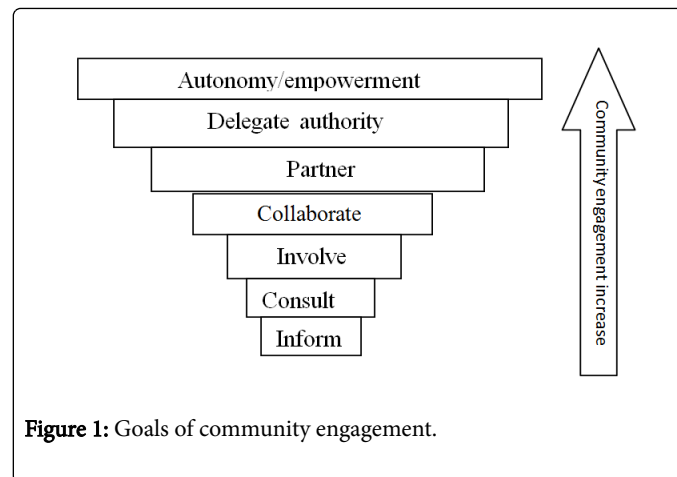 Autonomy/empowerment
Delegate authority
Partner
Collaborate
Involve
Consult
Inform
Community engagement increase
Figure 1: Goals of community engagement.